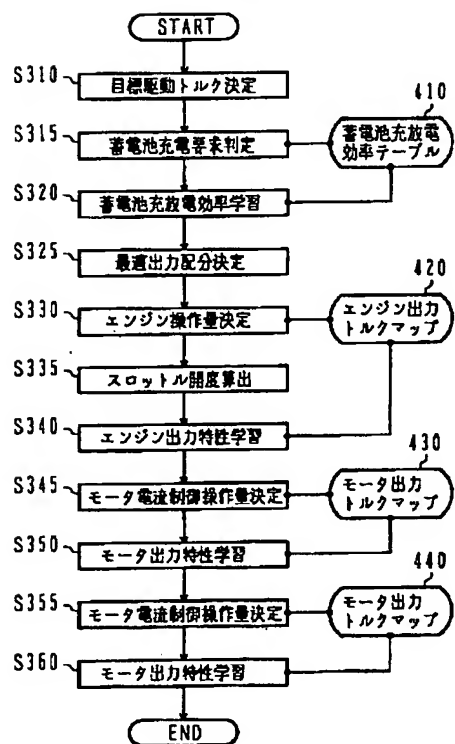 START
S310
目標駆動トルク決定
410
S315
蓄電池充電要求判定
蓄電池充放電
効率テーブル
S320
蓄電池充放電効率学習
S325
最適出力配分決定
420
S330
エンジン操作量決定
エンジン出力
トルクマップ
S335
スロットル開度算出
S340
エンジン出力特性学習
430
S345
モータ電流制御操作量決定
モータ出力
トルクマップ
S350
モータ出力特性学習
440
S355
モータ電流制御操作量決定
モータ出力
トルクマップ
S360
モータ出力特性学習
END